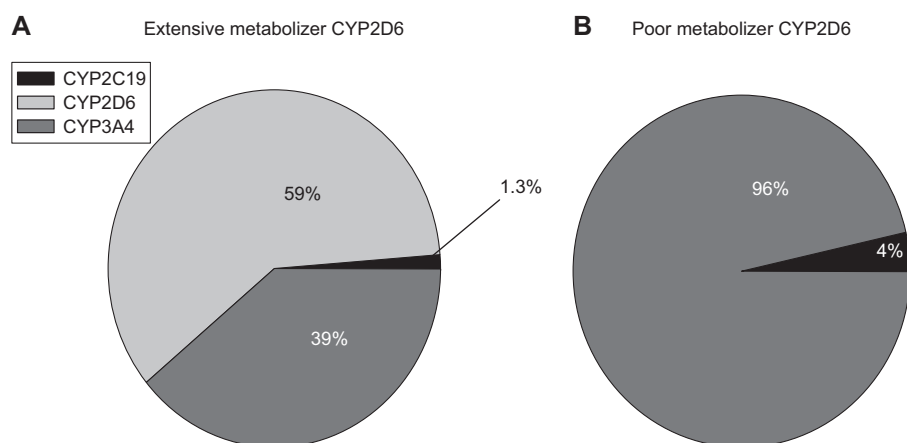 A Extensive metabolizer CYP2D6
B Poor metabolizer CYP2D6
CYP2C19
CYP2D6
CYP3A4
59%
1.3%
39%
96%
4%